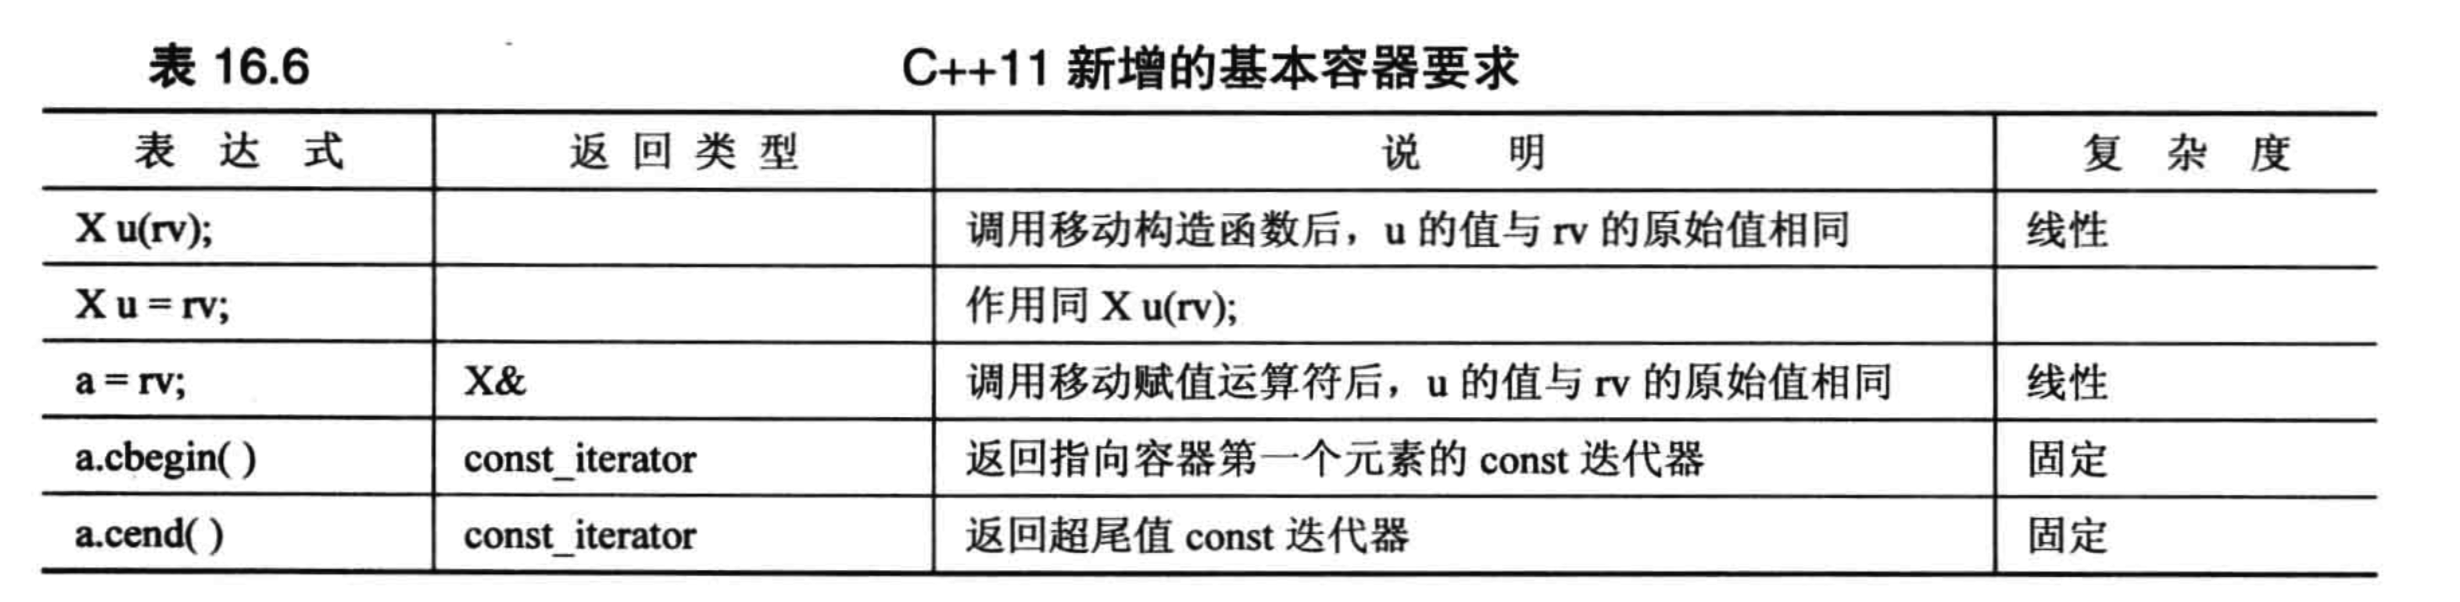 表 16.6 C++11 新增的基本容器要求
表 达 式 返 回 类 型 说 明 复 杂 度
X u(rv); 调用移动构造函数后，u 的值与 rv 的原始值相同 线性
X u = rv; 作用同 X u(rv);
a = rv; X& 调用移动赋值运算符后，u 的值与 rv 的原始值相同 线性
a.cbegin( ) const_iterator 返回指向容器第一个元素的 const 迭代器 固定
a.cend( ) const_iterator 返回超尾值 const 迭代器 固定